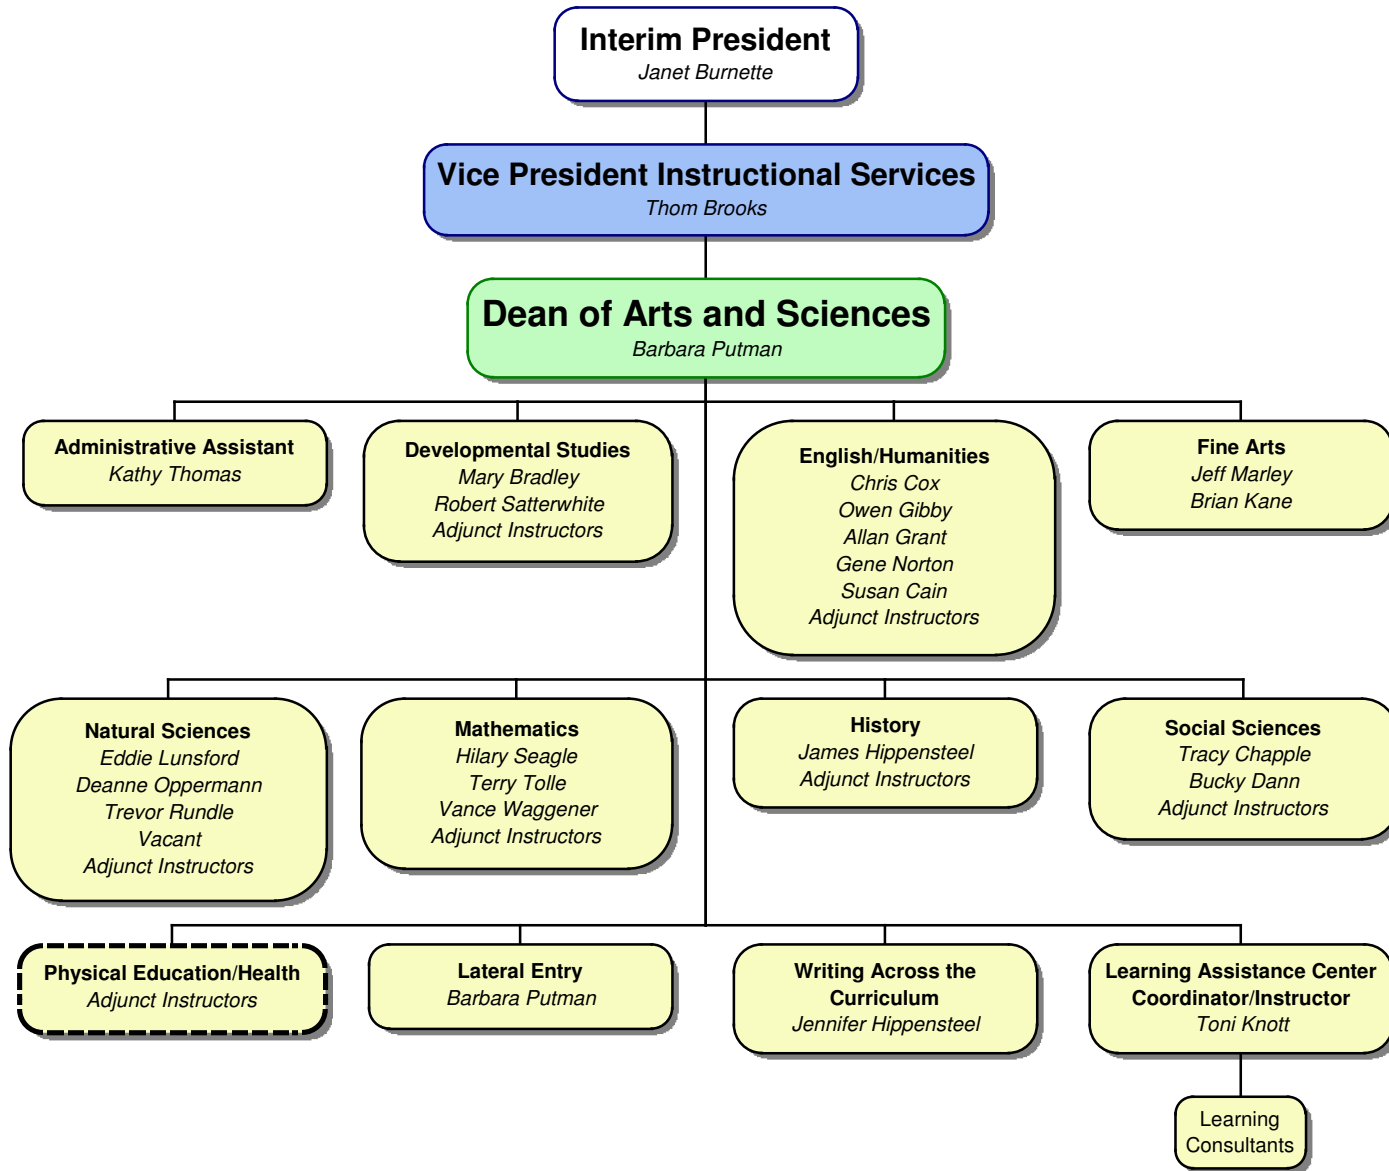 Interim President
Janet Burnette
Vice President Instructional Services
Thom Brooks
Dean of Arts and Sciences
Barbara Putman
Administrative Assistant
Kathy Thomas
Developmental Studies
Mary Bradley
Robert Satterwhite
Adjunct Instructors
English/Humanities
Chris Cox
Owen Gibby
Allan Grant
Gene Norton
Susan Cain
Adjunct Instructors
Fine Arts
Jeff Marley
Brian Kane
Natural Sciences
Eddie Lunsford
Deanne Oppermann
Trevor Rundle
Vacant
Adjunct Instructors
Mathematics
Hilary Seagle
Terry Tolle
Vance Waggener
Adjunct Instructors
History
James Hippensteel
Adjunct Instructors
Social Sciences
Tracy Chapple
Bucky Dann
Adjunct Instructors
Physical Education/Health
Adjunct Instructors
Lateral Entry
Barbara Putman
Writing Across the
Curriculum
Jennifer Hippensteel
Learning Assistance Center
Coordinator/Instructor
Toni Knott
Learning
Consultants